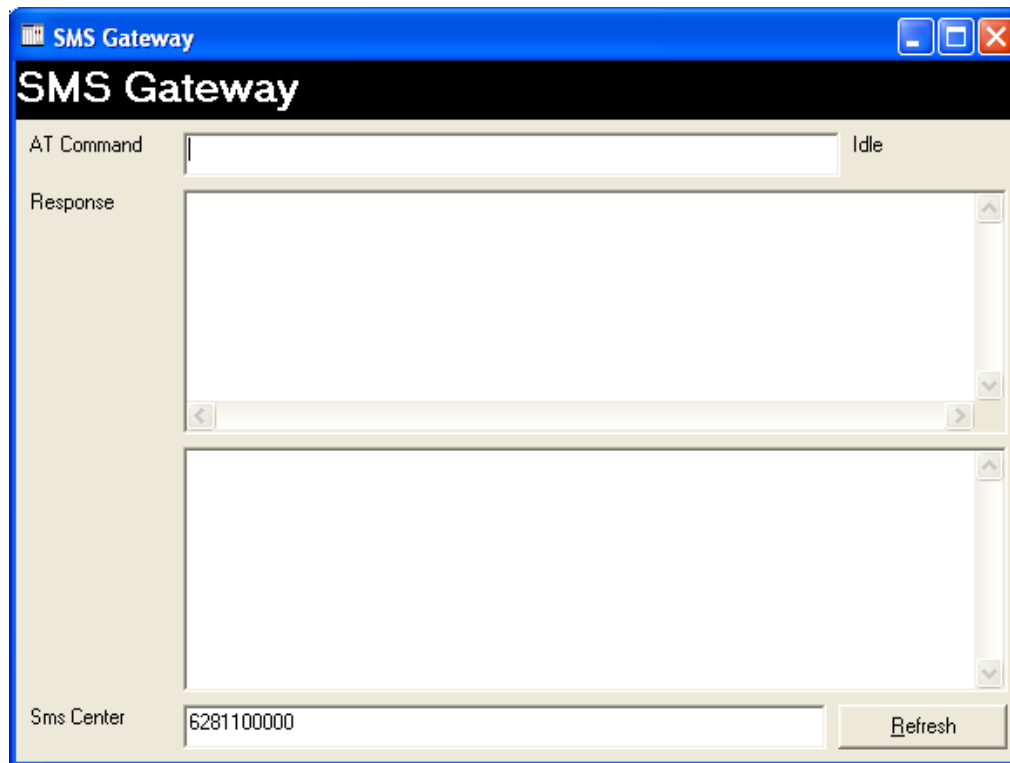 SMS Gateway
SMS Gateway
AT Command Idle
Response
Sms Center 6281100000 Refresh